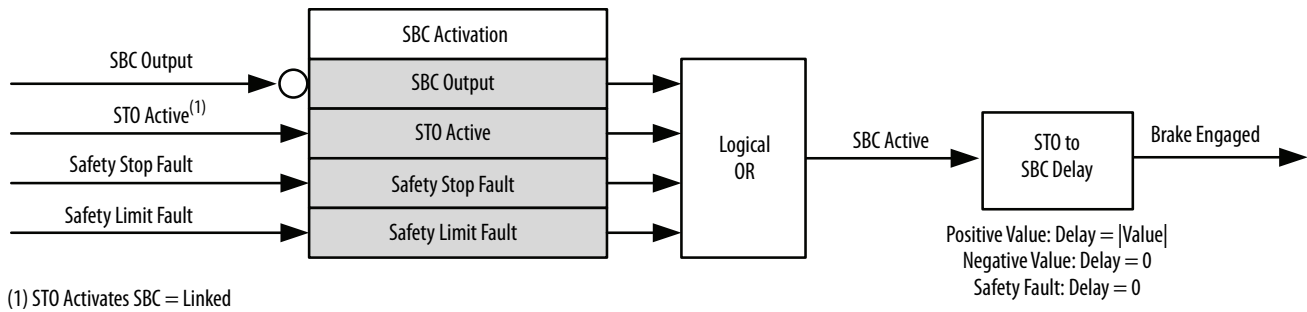 SBC Activation
SBC Output
SBC Output
STO Active(1)
STO Active
Safety Stop Fault
Safety Stop Fault
Safety Limit Fault
Safety Limit Fault
Logical
OR
SBC Active
STO to
SBC Delay
Brake Engaged
Positive Value: Delay = |Value|
Negative Value: Delay = 0
Safety Fault: Delay = 0
(1) STO Activates SBC = Linked